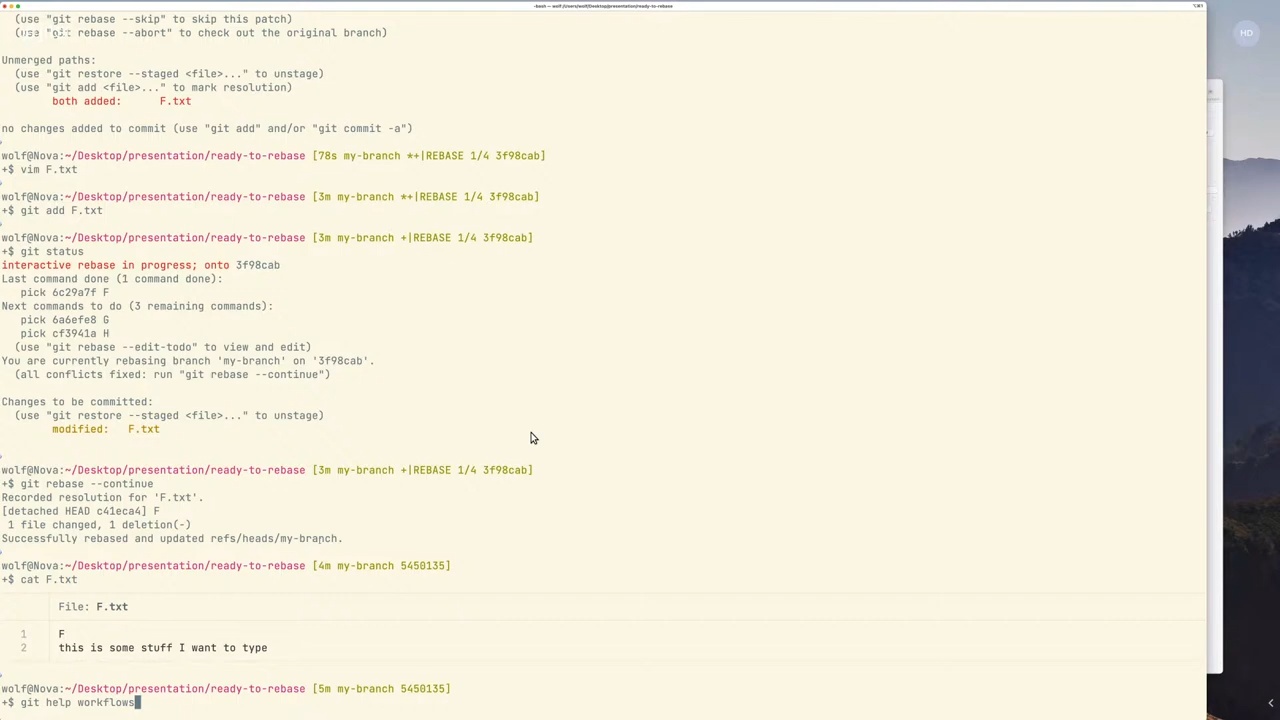 -bash — wolf:/Users/wolf/Desktop/presentation/ready-to-rebase
⌥⌘1
(use "git rebase --skip" to skip this patch)
(use "git rebase --abort" to check out the original branch)
HD
Unmerged paths:
(use "git restore --staged <file>..." to unstage)
(use "git add <file>..." to mark resolution)
both added:      F.txt
no changes added to commit (use "git add" and/or "git commit -a")
wolf@Nova:~/Desktop/presentation/ready-to-rebase [78s my-branch *+|REBASE 1/4 3f98cab]
+$ vim F.txt
wolf@Nova:~/Desktop/presentation/ready-to-rebase [3m my-branch *+|REBASE 1/4 3f98cab]
+$ git add F.txt
wolf@Nova:~/Desktop/presentation/ready-to-rebase [3m my-branch +|REBASE 1/4 3f98cab]
+$ git status
interactive rebase in progress; onto 3f98cab
Last command done (1 command done):
pick 6c29a7f F
Next commands to do (3 remaining commands):
pick 6a6efe8 G
pick cf3941a H
(use "git rebase --edit-todo" to view and edit)
You are currently rebasing branch 'my-branch' on '3f98cab'.
(all conflicts fixed: run "git rebase --continue")
Changes to be committed:
(use "git restore --staged <file>..." to unstage)
modified:   F.txt
wolf@Nova:~/Desktop/presentation/ready-to-rebase [3m my-branch +|REBASE 1/4 3f98cab]
+$ git rebase --continue
Recorded resolution for 'F.txt'.
[detached HEAD c41eca4] F
1 file changed, 1 deletion(-)
Successfully rebased and updated refs/heads/my-branch.
wolf@Nova:~/Desktop/presentation/ready-to-rebase [4m my-branch 5450135]
+$ cat F.txt
File: F.txt
1 F
2 this is some stuff I want to type
wolf@Nova:~/Desktop/presentation/ready-to-rebase [5m my-branch 5450135]
+$ git help workflows